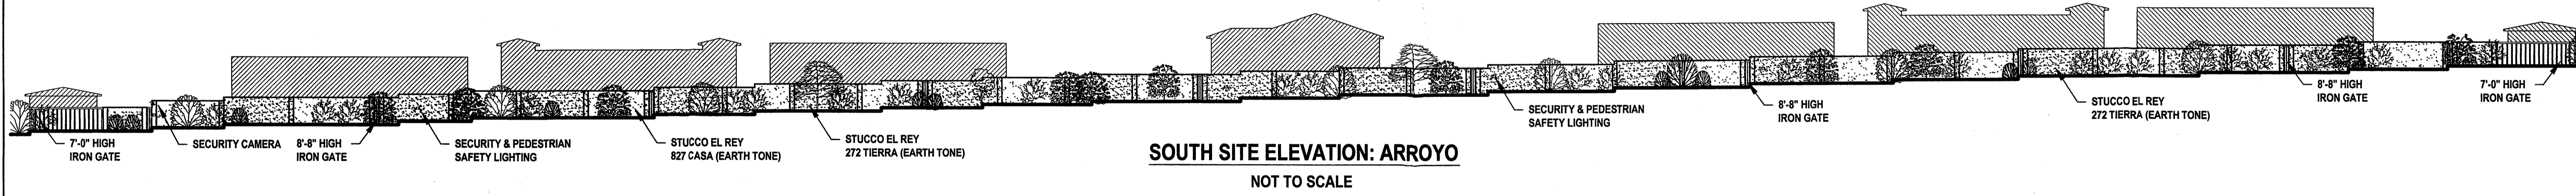 7'-0" HIGH
IRON GATE
SECURITY CAMERA
8'-8" HIGH
IRON GATE
SECURITY & PEDESTRIAN
SAFETY LIGHTING
STUCCO EL REY
827 CASA (EARTH TONE)
STUCCO EL REY
272 TIERRA (EARTH TONE)
SECURITY & PEDESTRIAN
SAFETY LIGHTING
8'-8" HIGH
IRON GATE
STUCCO EL REY
272 TIERRA (EARTH TONE)
8'-8" HIGH
IRON GATE
7'-0" HIGH
IRON GATE
SOUTH SITE ELEVATION: ARROYO
NOT TO SCALE